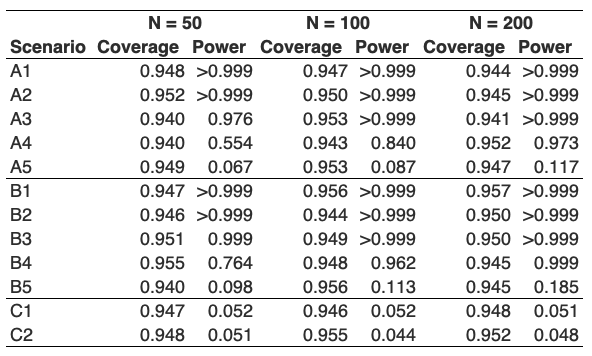 N = 50 N = 100 N = 200
Scenario Coverage Power Coverage Power Coverage Power
A1 0.948 >0.999 0.947 >0.999 0.944 >0.999
A2 0.952 >0.999 0.950 >0.999 0.945 >0.999
A3 0.940 0.976 0.953 >0.999 0.941 >0.999
A4 0.940 0.554 0.943 0.840 0.952 0.973
A5 0.949 0.067 0.953 0.087 0.947 0.117
B1 0.947 >0.999 0.956 >0.999 0.957 >0.999
B2 0.946 >0.999 0.944 >0.999 0.950 >0.999
B3 0.951 0.999 0.949 >0.999 0.950 >0.999
B4 0.955 0.764 0.948 0.962 0.945 0.999
B5 0.940 0.098 0.956 0.113 0.945 0.185
C1 0.947 0.052 0.946 0.052 0.948 0.051
C2 0.948 0.051 0.955 0.044 0.952 0.048